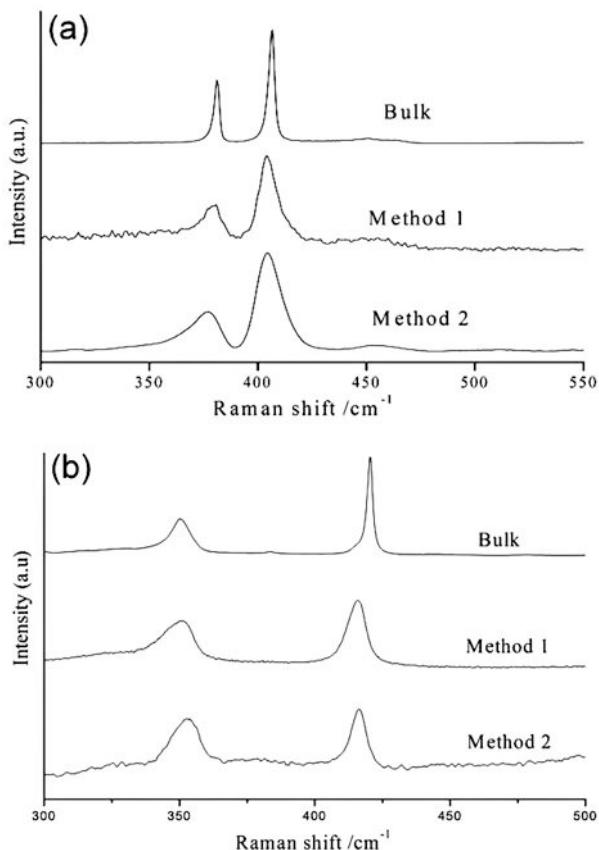 (a)
Intensity (a.u.)
Bulk
Method 1
Method 2
300 350 400 450 500 550
Raman shift /cm-1
(b)
Intensity (a.u)
Bulk
Method 1
Method 2
300 350 400 450 500
Raman shift /cm-1